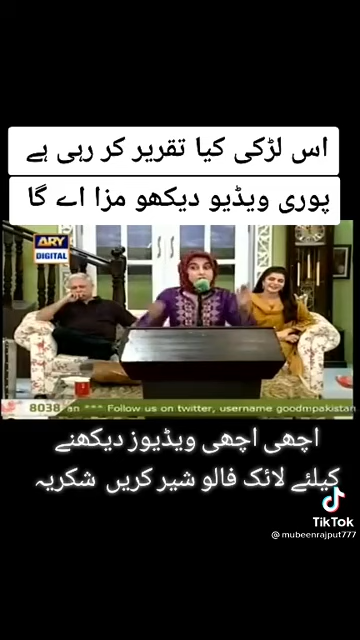 اس لڑکی کیا تقریر کر رہی ہے
پوری ویڈیو دیکھو مزا اے گا
ARY
DIGITAL
8038 an *** Follow us on twitter, username goodmpakistan
اچھی اچھی ویڈیوز دیکھنے
کیلئے لائک فالو شیر کریں شکریہ
TikTok
@ mubeenrajput777